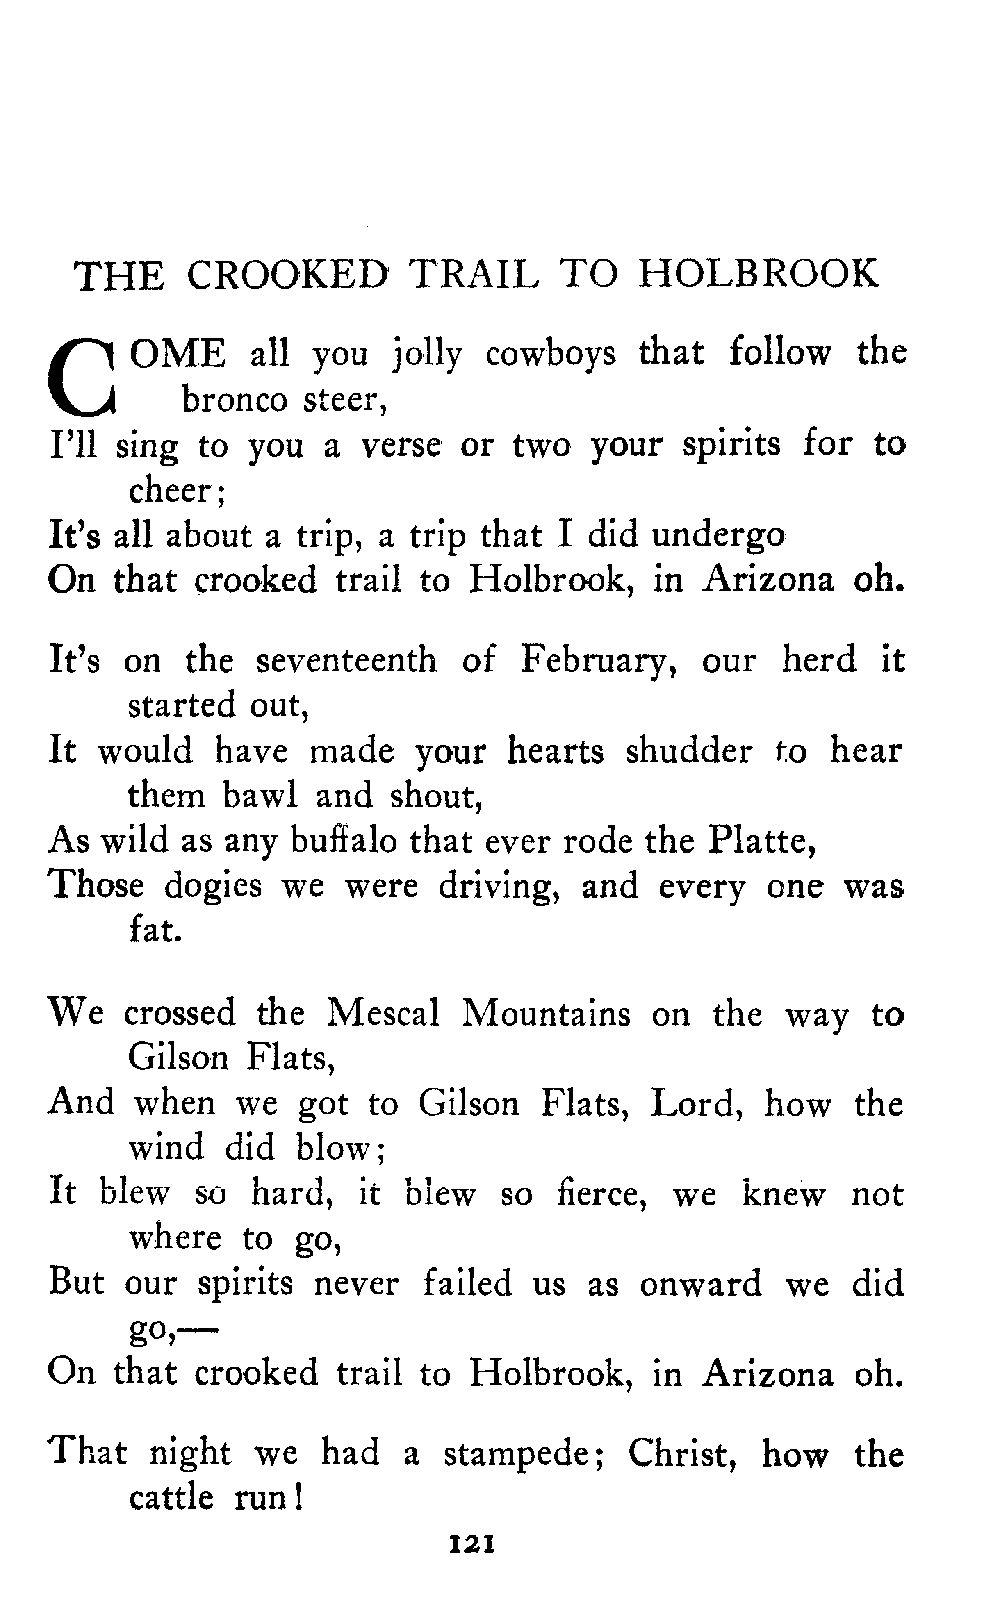 THE CROOKED TRAIL TO HOLBROOK
COME all you jolly cowboys that follow the
bronco steer,
I'll sing to you a verse or two your spirits for to
cheer;
It's all about a trip, a trip that I did undergo
On that crooked trail to Holbrook, in Arizona oh.
It's on the seventeenth of February, our herd it
started out,
It would have made your hearts shudder to hear
them bawl and shout,
As wild as any buffalo that ever rode the Platte,
Those dogies we were driving, and every one was
fat.
We crossed the Mescal Mountains on the way to
Gilson Flats,
And when we got to Gilson Flats, Lord, how the
wind did blow;
It blew so hard, it blew so fierce, we knew not
where to go,
But our spirits never failed us as onward we did
go,—
On that crooked trail to Holbrook, in Arizona oh.
That night we had a stampede; Christ, how the
cattle run!
121